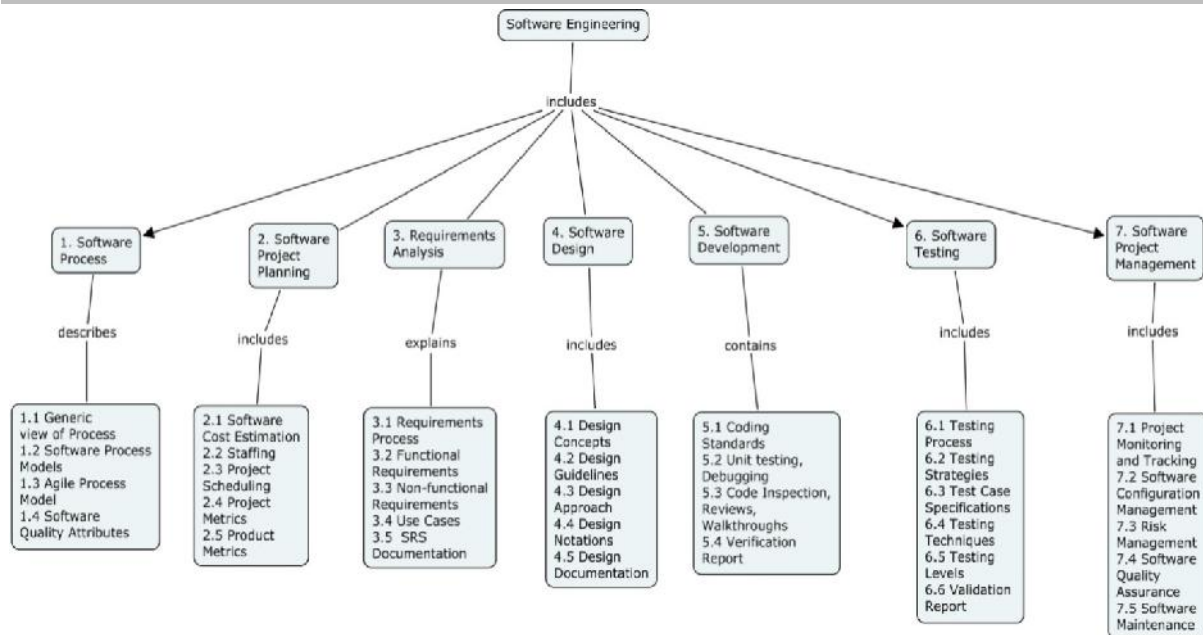 Software Engineering
includes
1. Software
Process
2. Software
Project
Planning
3. Requirements
Analysis
4. Software
Design
5. Software
Development
6. Software
Testing
7. Software
Project
Management
describes
includes
explains
includes
contains
includes
includes
1.1 Generic
view of Process
1.2 Software Process
Models
1.3 Agile Process
Model
1.4 Software
Quality Attributes
2.1 Software
Cost Estimation
2.2 Staffing
2.3 Project
Scheduling
2.4 Project
Metrics
2.5 Product
Metrics
3.1 Requirements
Process
3.2 Functional
Requirements
3.3 Non-functional
Requirements
3.4 Use Cases
3.5 SRS
Documentation
4.1 Design
Concepts
4.2 Design
Guidelines
4.3 Design
Approach
4.4 Design
Notations
4.5 Design
Documentation
5.1 Coding
Standards
5.2 Unit testing,
Debugging
5.3 Code Inspection,
Reviews,
Walkthroughs
5.4 Verification
Report
6.1 Testing
Process
6.2 Testing
Strategies
6.3 Test Case
Specifications
6.4 Testing
Techniques
6.5 Testing
Levels
6.6 Validation
Report
7.1 Project
Monitoring
and Tracking
7.2 Software
Configuration
Management
7.3 Risk
Management
7.4 Software
Quality
Assurance
7.5 Software
Maintenance